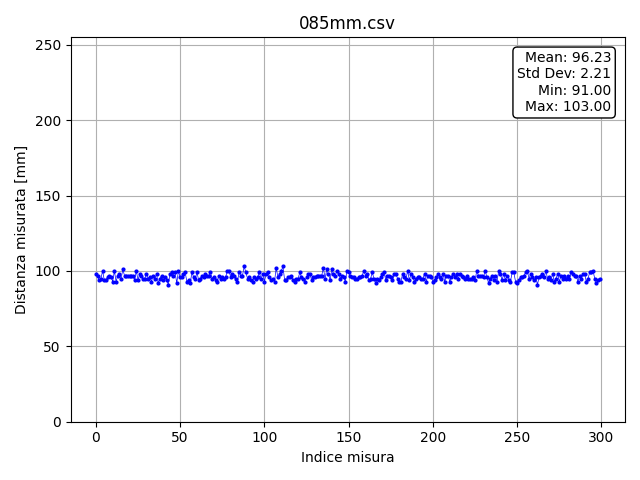 085mm.csv
Mean: 96.23
Std Dev: 2.21
Min: 91.00
Max: 103.00
Distanza misurata [mm]
250
200
150
100
50
0
0 50 100 150 200 250 300
Indice misura